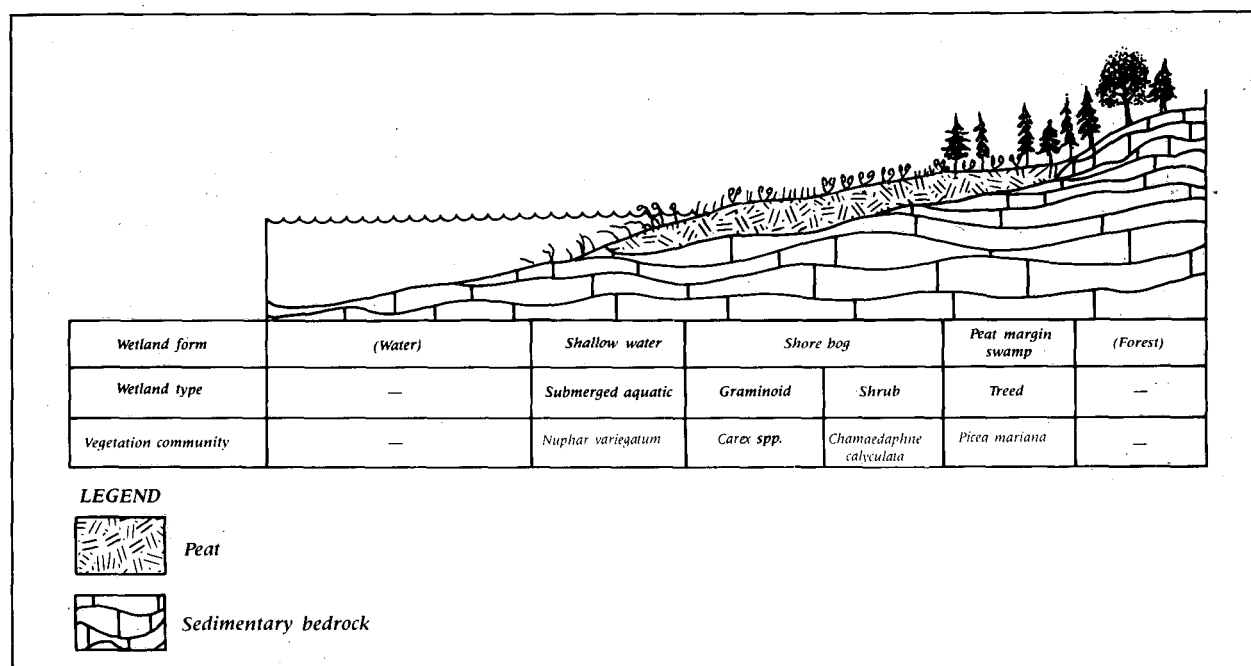 Wetland form (Water) Shallow water Shore bog Peat margin
swamp (Forest)
Wetland type — Submerged aquatic Graminoid Shrub Treed —
Vegetation community — Nuphar variegatum Carex spp. Chamaedaphne
calyculata Picea mariana —
LEGEND
Peat
Sedimentary bedrock